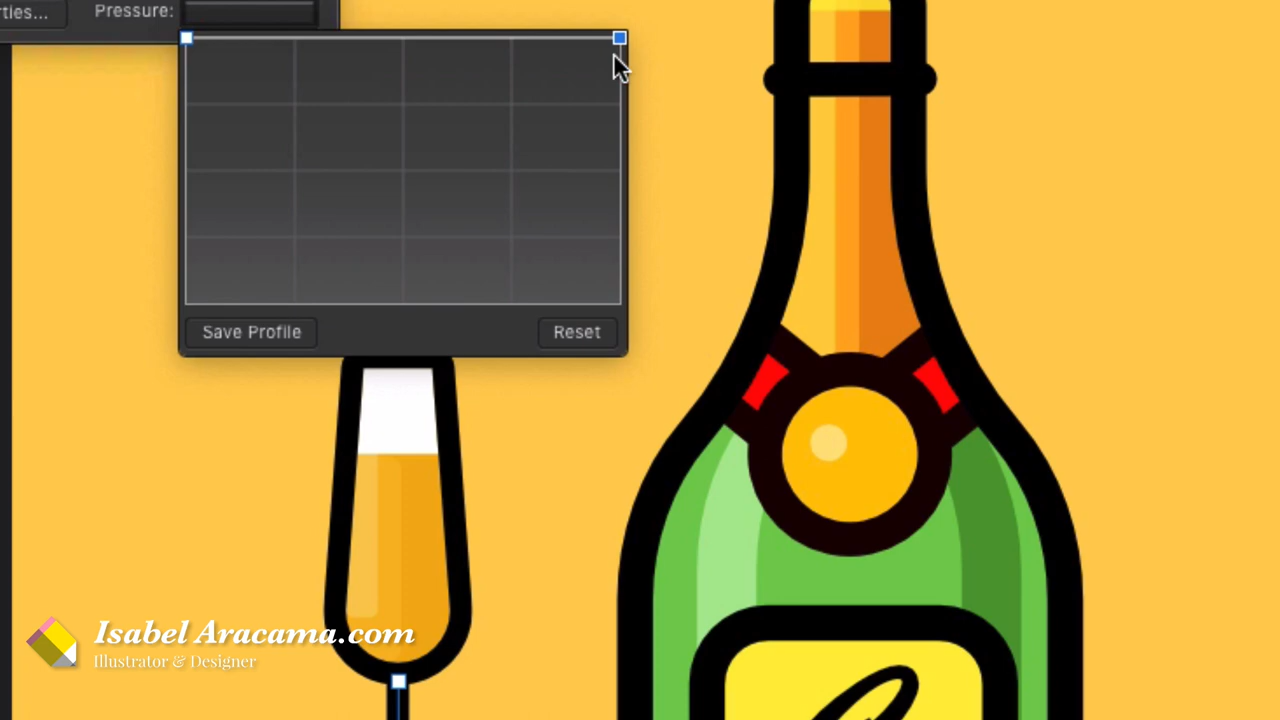 rties...
Pressure:
Save Profile
Reset
Isabel Aracama.com
Illustrator & Designer